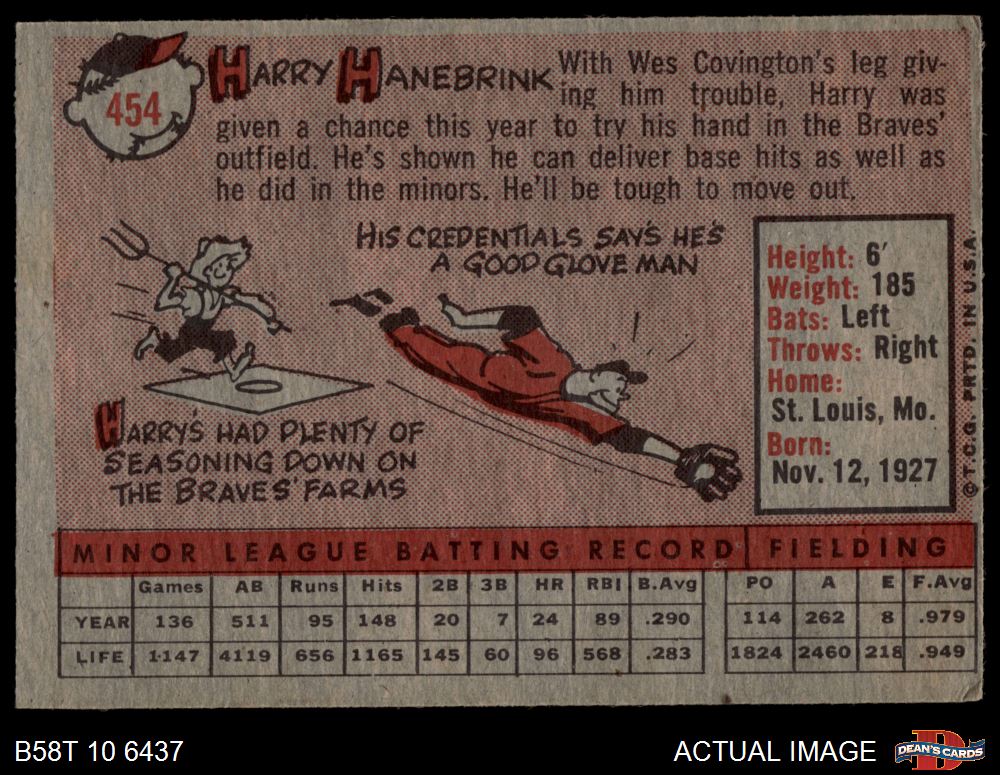 454
HARRY HANEBRINK
With Wes Covington's leg giv-
ing him trouble, Harry was
given a chance this year to try his hand in the Braves'
outfield. He's shown he can deliver base hits as well as
he did in the minors. He'll be tough to move out.
HIS CREDENTIALS SAYS HE'S
A GOOD GLOVE MAN
HARRY'S HAD PLENTY OF
SEASONING DOWN ON
THE BRAVES' FARMS
Height: 6'
Weight: 185
Bats: Left
Throws: Right
Home:
St. Louis, Mo.
Born:
Nov. 12, 1927
© T.C.G. PRTD. IN U.S.A.
MINOR LEAGUE BATTING RECORD FIELDING
Games AB Runs Hits 2B 3B HR RBI B.Avg PO A E F.Avg
YEAR 136 511 95 148 20 7 24 89 .290 114 262 8 .979
LIFE 1147 4119 656 1165 145 60 96 568 .283 1824 2460 218 .949
B58T 10 6437
ACTUAL IMAGE
DEAN'S CARDS